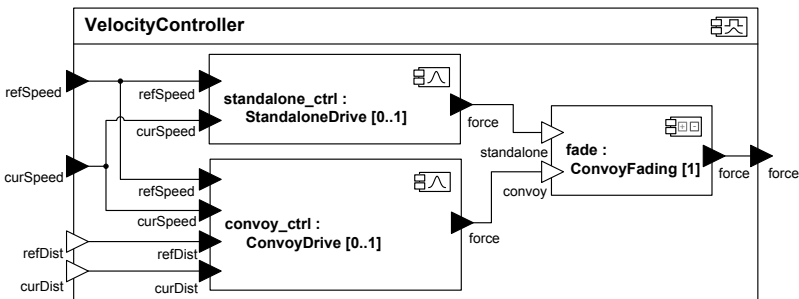 VelocityController
refSpeed
refSpeed
standalone_ctrl :
StandaloneDrive [0..1]
curSpeed
force
standalone
fade :
ConvoyFading [1]
force
force
curSpeed
refSpeed
convoy
curSpeed
convoy_ctrl :
ConvoyDrive [0..1]
force
refDist
refDist
curDist
curDist